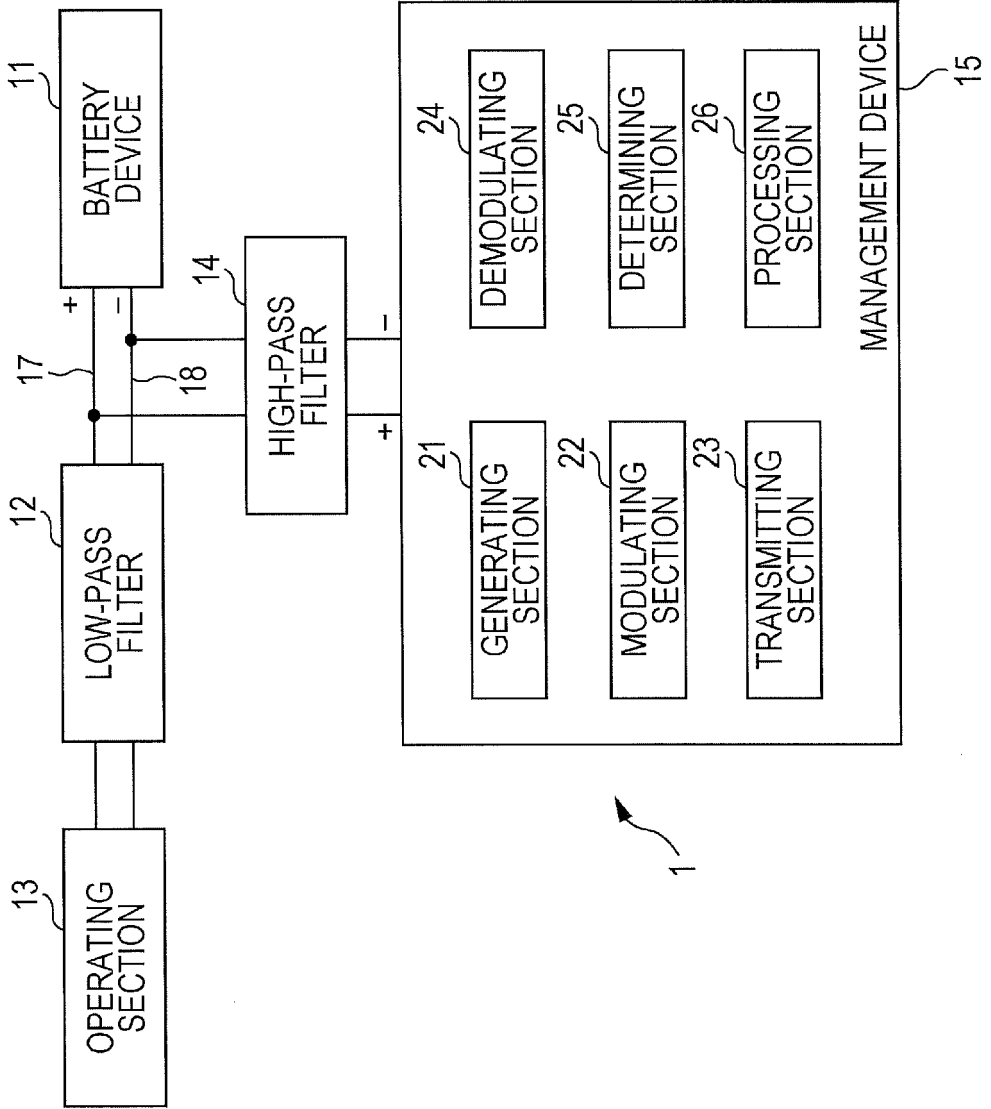 13
OPERATING
SECTION
12
LOW-PASS
FILTER
17
18
+
−
11
BATTERY
DEVICE
14
HIGH-PASS
FILTER
+
−
1
21
GENERATING
SECTION
22
MODULATING
SECTION
23
TRANSMITTING
SECTION
24
DEMODULATING
SECTION
25
DETERMINING
SECTION
26
PROCESSING
SECTION
MANAGEMENT DEVICE
15